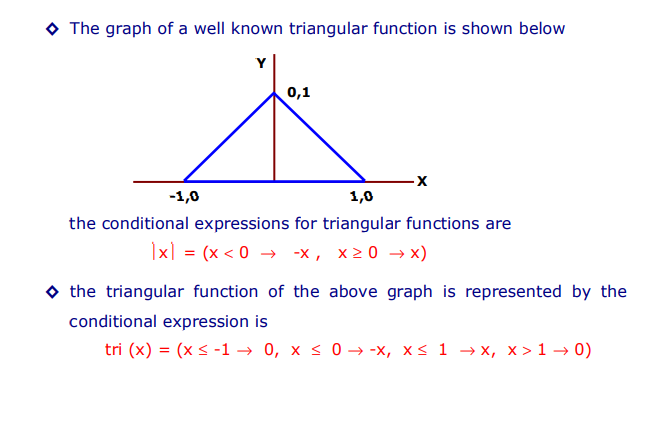 The graph of a well known triangular function is shown below
Y
0,1
X
-1,0
1,0
the conditional expressions for triangular functions are
|x| = (x < 0 → -x , x ≥ 0 → x)
the triangular function of the above graph is represented by the
conditional expression is
tri (x) = (x ≤ -1 → 0, x ≤ 0 → -x, x ≤ 1 → x, x > 1 → 0)